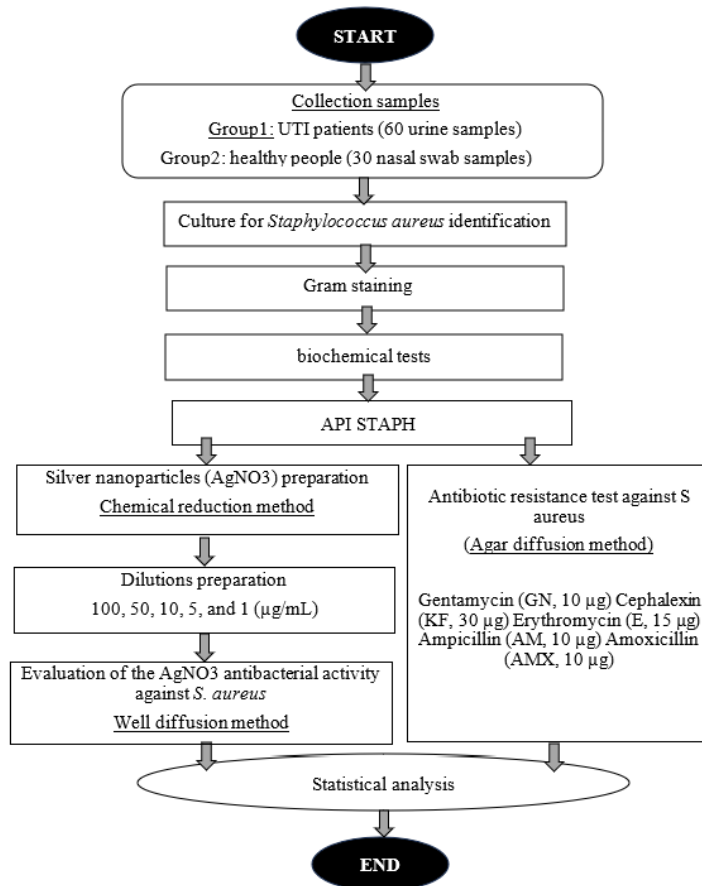 START
Collection samples
Group1: UTI patients (60 urine samples)
Group2: healthy people (30 nasal swab samples)
Culture for Staphylococcus aureus identification
Gram staining
biochemical tests
API STAPH
Silver nanoparticles (AgNO3) preparation
Chemical reduction method
Dilutions preparation
100, 50, 10, 5, and 1 (µg/mL)
Evaluation of the AgNO3 antibacterial activity
against S. aureus
Well diffusion method
Antibiotic resistance test against S
aureus
(Agar diffusion method)
Gentamycin (GN, 10 µg) Cephalexin
(KF, 30 µg) Erythromycin (E, 15 µg)
Ampicillin (AM, 10 µg) Amoxicillin
(AMX, 10 µg)
Statistical analysis
END